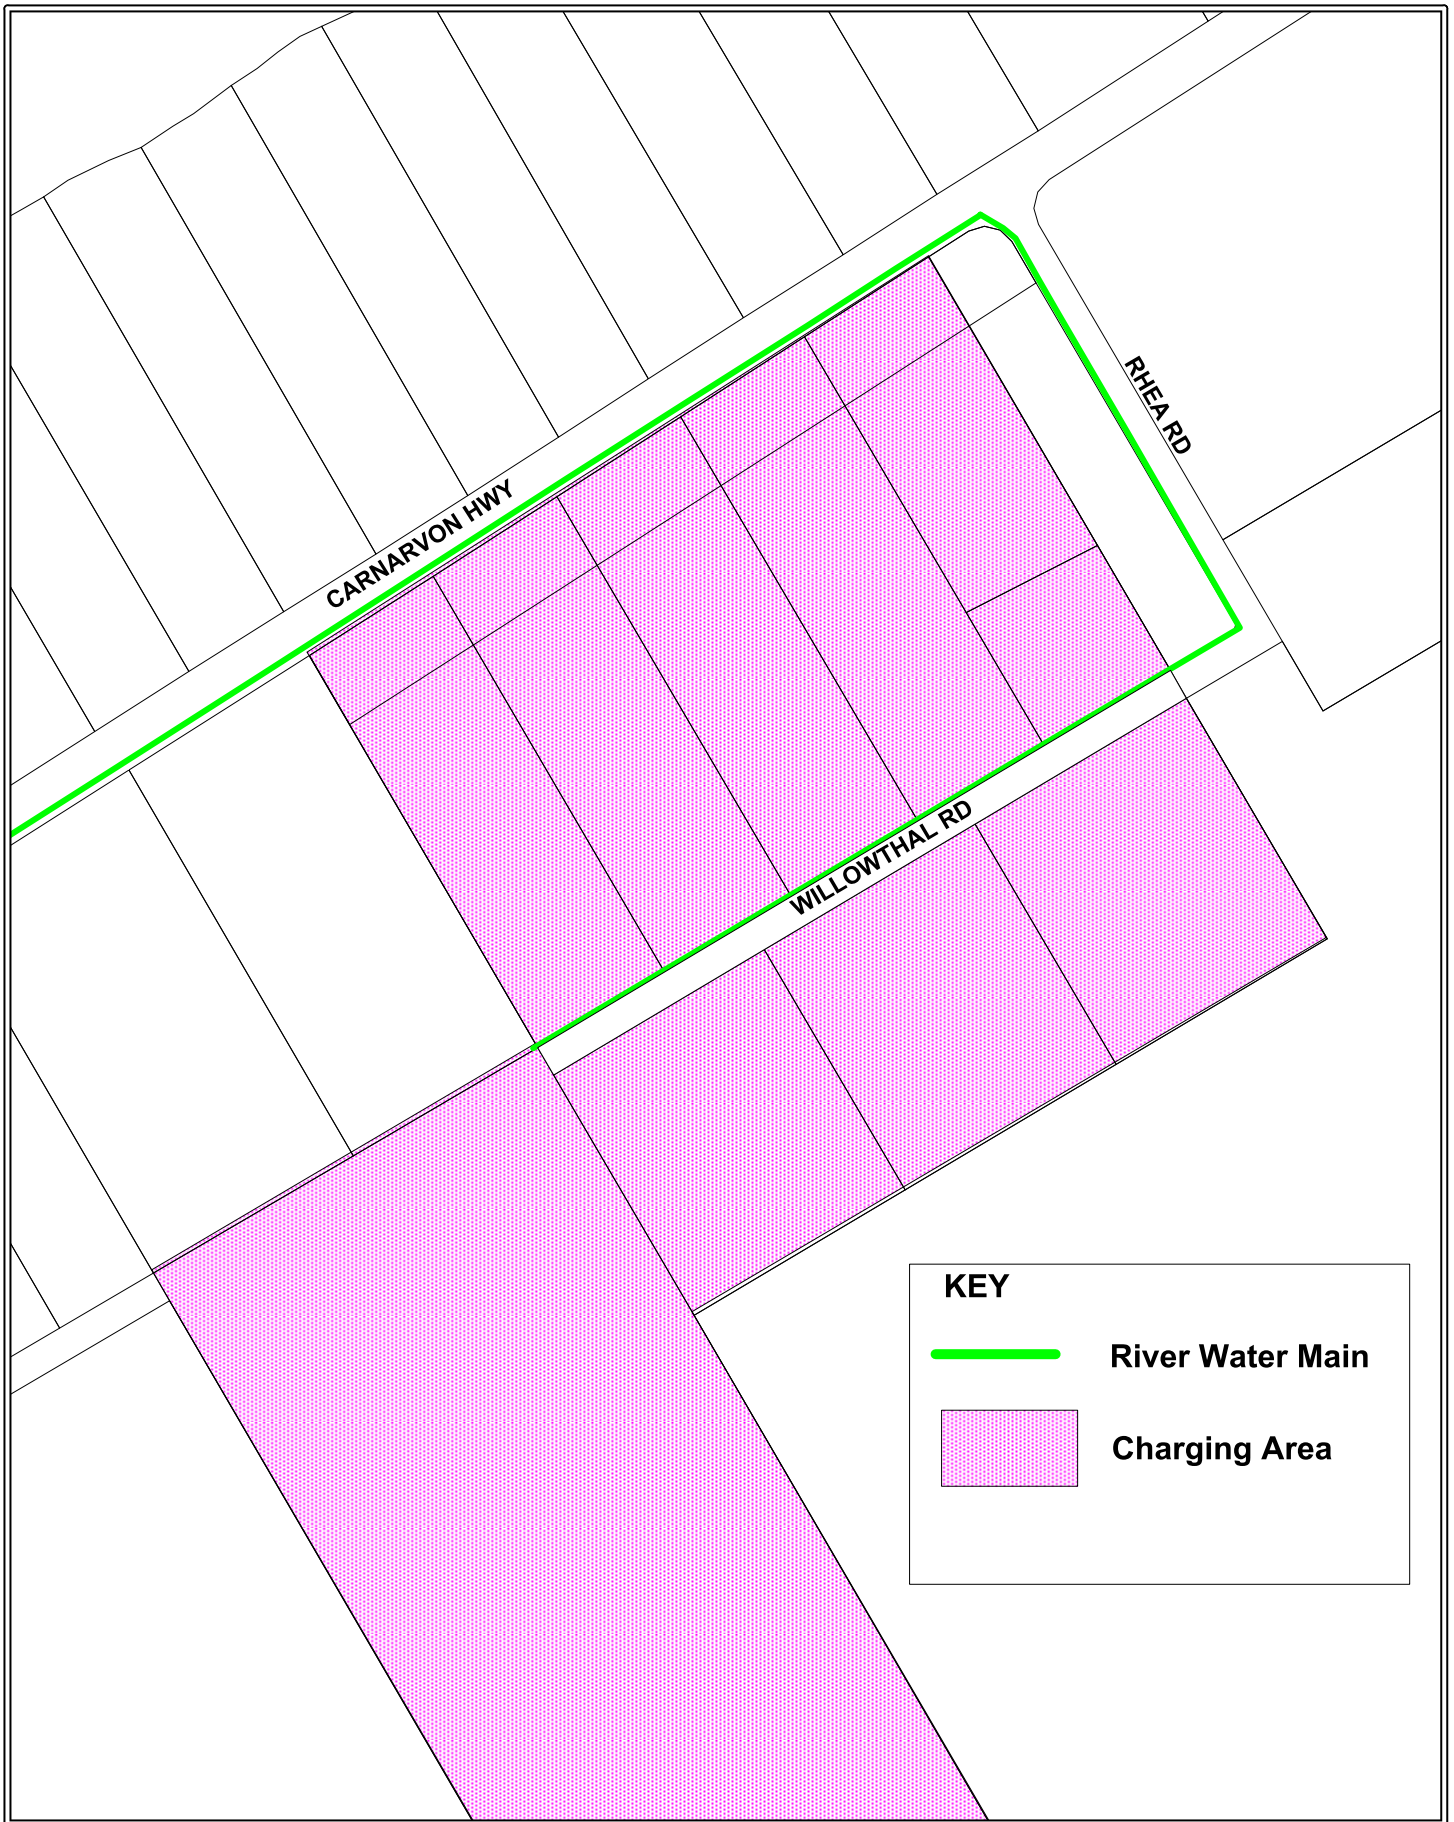 RHEA RD
CARNARVON HWY
WILLOWTHAL RD
KEY
River Water Main
Charging Area